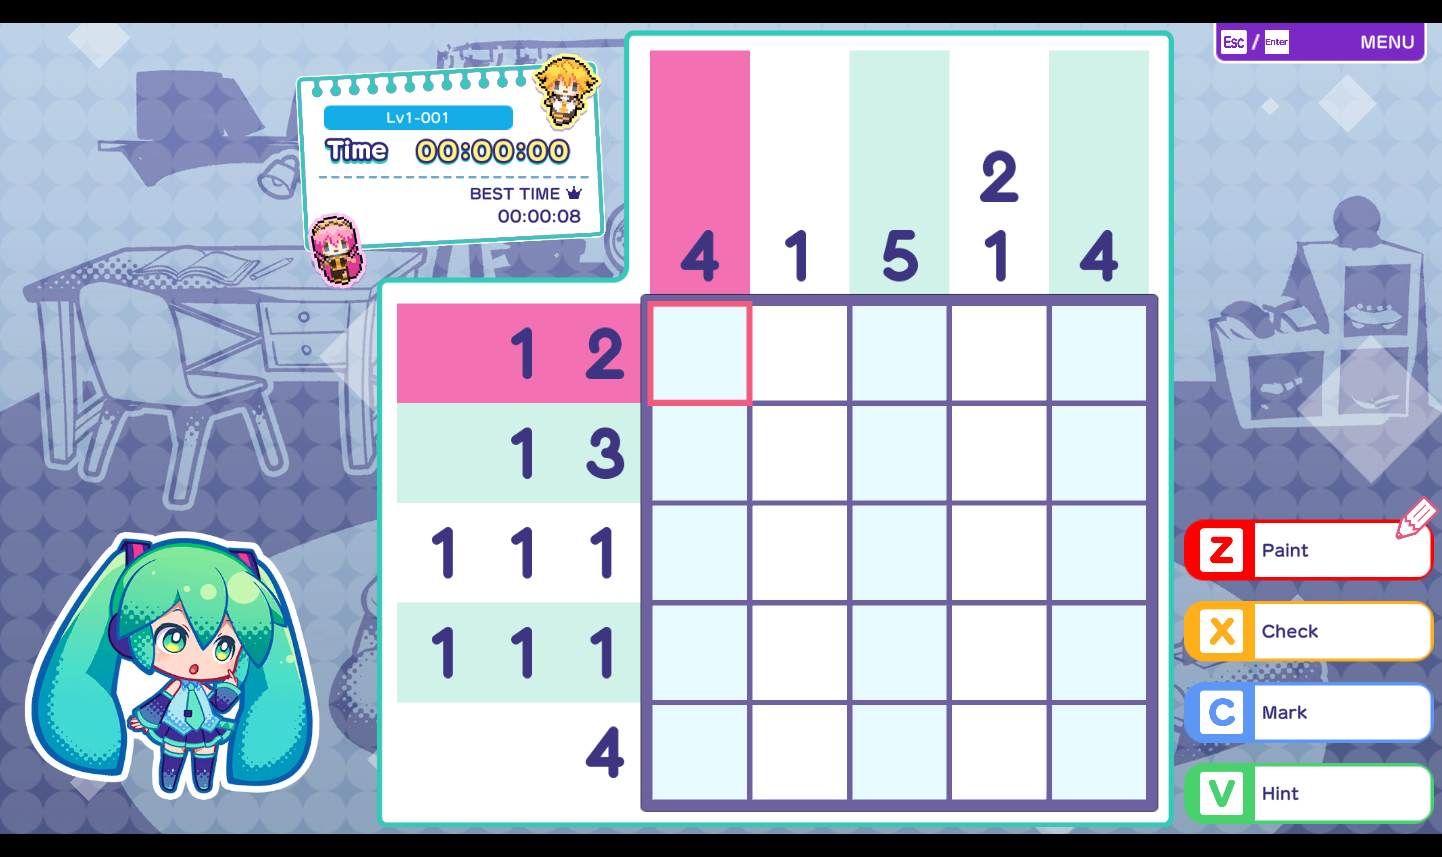 Esc / Enter MENU
Lv1-001
Time 00:00:00
BEST TIME
00:00:08
2
4 1 5 1 4
1 2
1 3
1 1 1
1 1 1
4
Z Paint
X Check
C Mark
V Hint